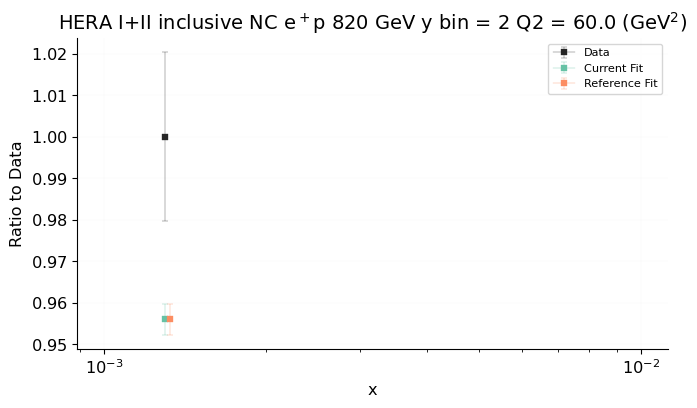 HERA I+II inclusive NC e⁺p 820 GeV y bin = 2 Q2 = 60.0 (GeV²)
Data
Current Fit
Reference Fit
1.02
1.01
1.00
0.99
0.98
0.97
0.96
0.95
Ratio to Data
10⁻³
10⁻²
x